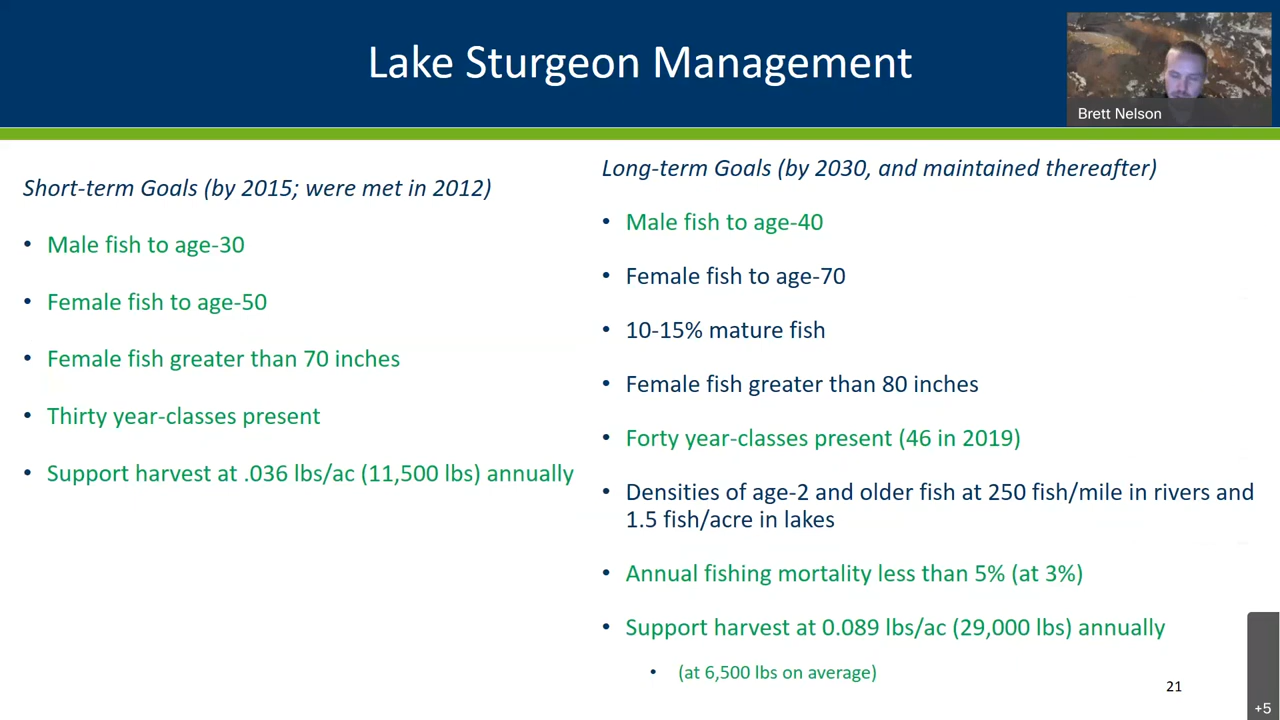 Lake Sturgeon Management
Brett Nelson
Short-term Goals (by 2015; were met in 2012)
• Male fish to age-30
• Female fish to age-50
• Female fish greater than 70 inches
• Thirty year-classes present
• Support harvest at .036 lbs/ac (11,500 lbs) annually
Long-term Goals (by 2030, and maintained thereafter)
• Male fish to age-40
• Female fish to age-70
• 10-15% mature fish
• Female fish greater than 80 inches
• Forty year-classes present (46 in 2019)
• Densities of age-2 and older fish at 250 fish/mile in rivers and
1.5 fish/acre in lakes
• Annual fishing mortality less than 5% (at 3%)
• Support harvest at 0.089 lbs/ac (29,000 lbs) annually
• (at 6,500 lbs on average)
21
+5